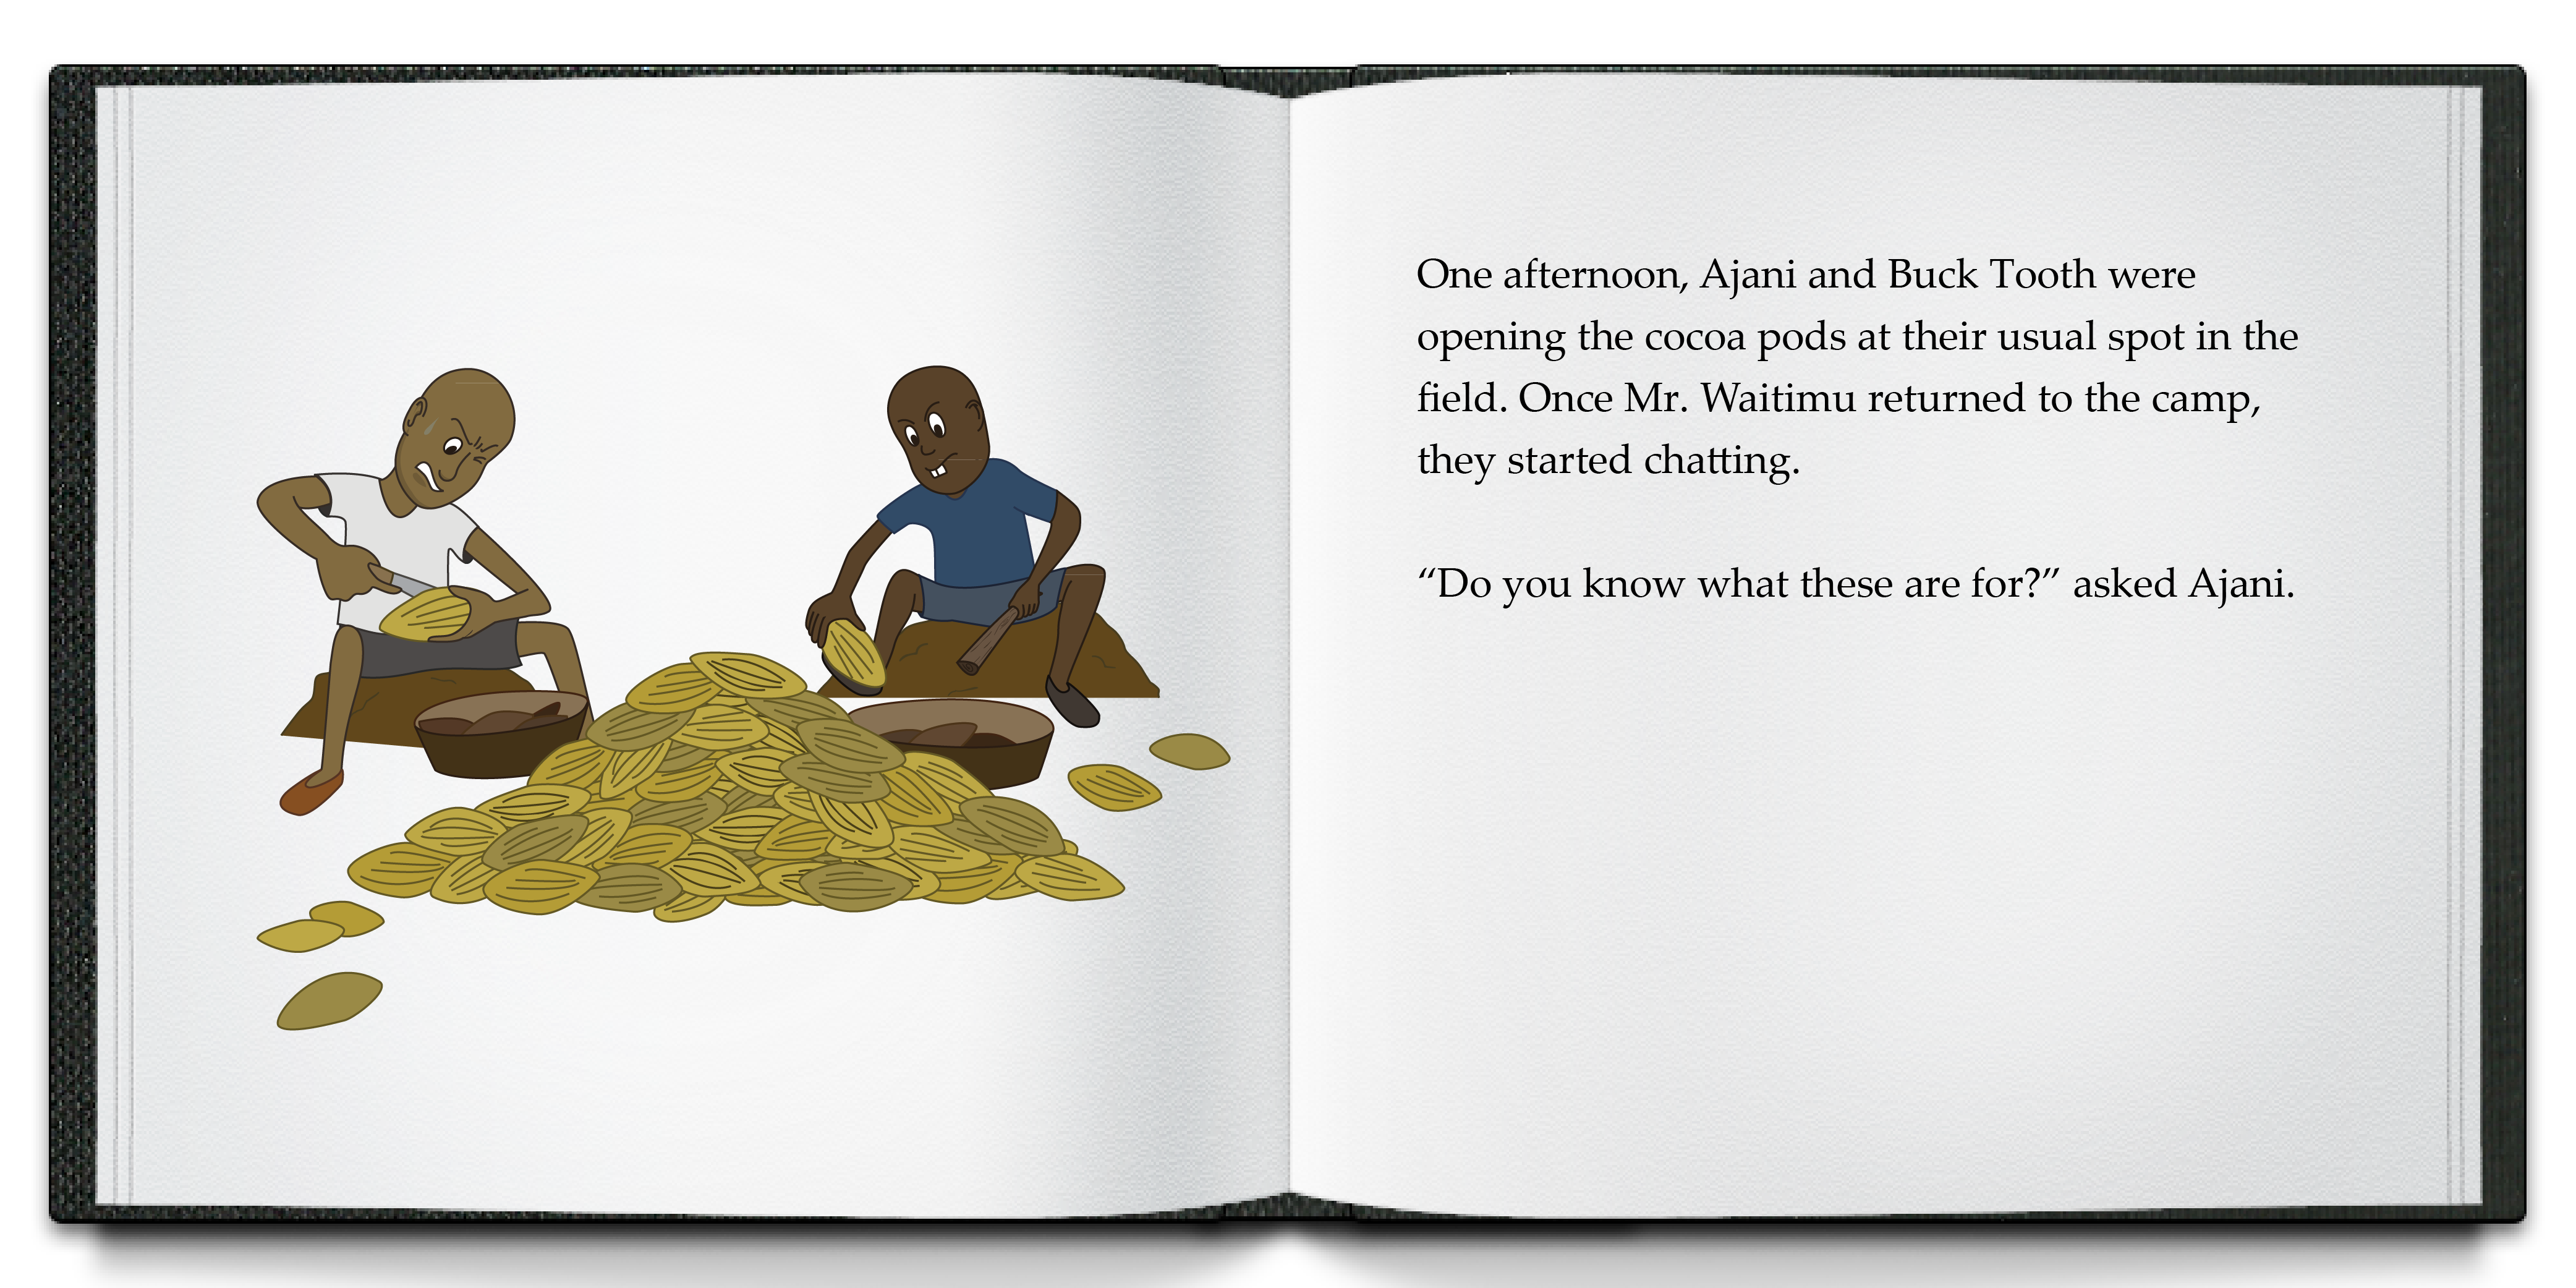 One afternoon, Ajani and Buck Tooth were
opening the cocoa pods at their usual spot in the
field. Once Mr. Waitimu returned to the camp,
they started chatting.
“Do you know what these are for?” asked Ajani.